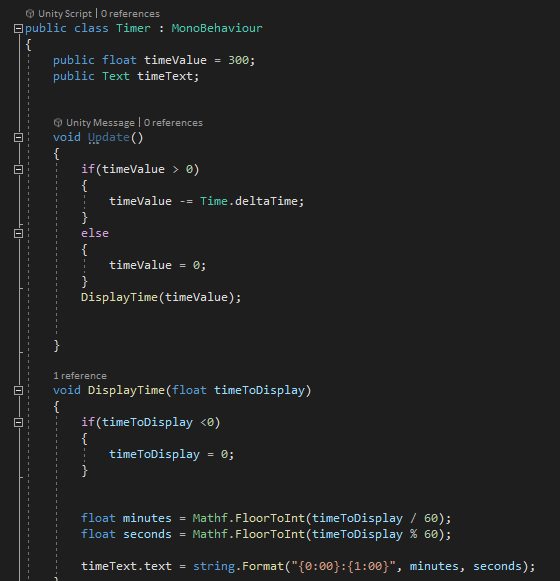 Unity Script | 0 references
public class Timer : MonoBehaviour
{
public float timeValue = 300;
public Text timeText;
Unity Message | 0 references
void Update()
{
if(timeValue > 0)
{
timeValue -= Time.deltaTime;
}
else
{
timeValue = 0;
}
DisplayTime(timeValue);
}
1 reference
void DisplayTime(float timeToDisplay)
{
if(timeToDisplay <0)
{
timeToDisplay = 0;
}
float minutes = Mathf.FloorToInt(timeToDisplay / 60);
float seconds = Mathf.FloorToInt(timeToDisplay % 60);
timeText.text = string.Format("{0:00}:{1:00}", minutes, seconds);
}